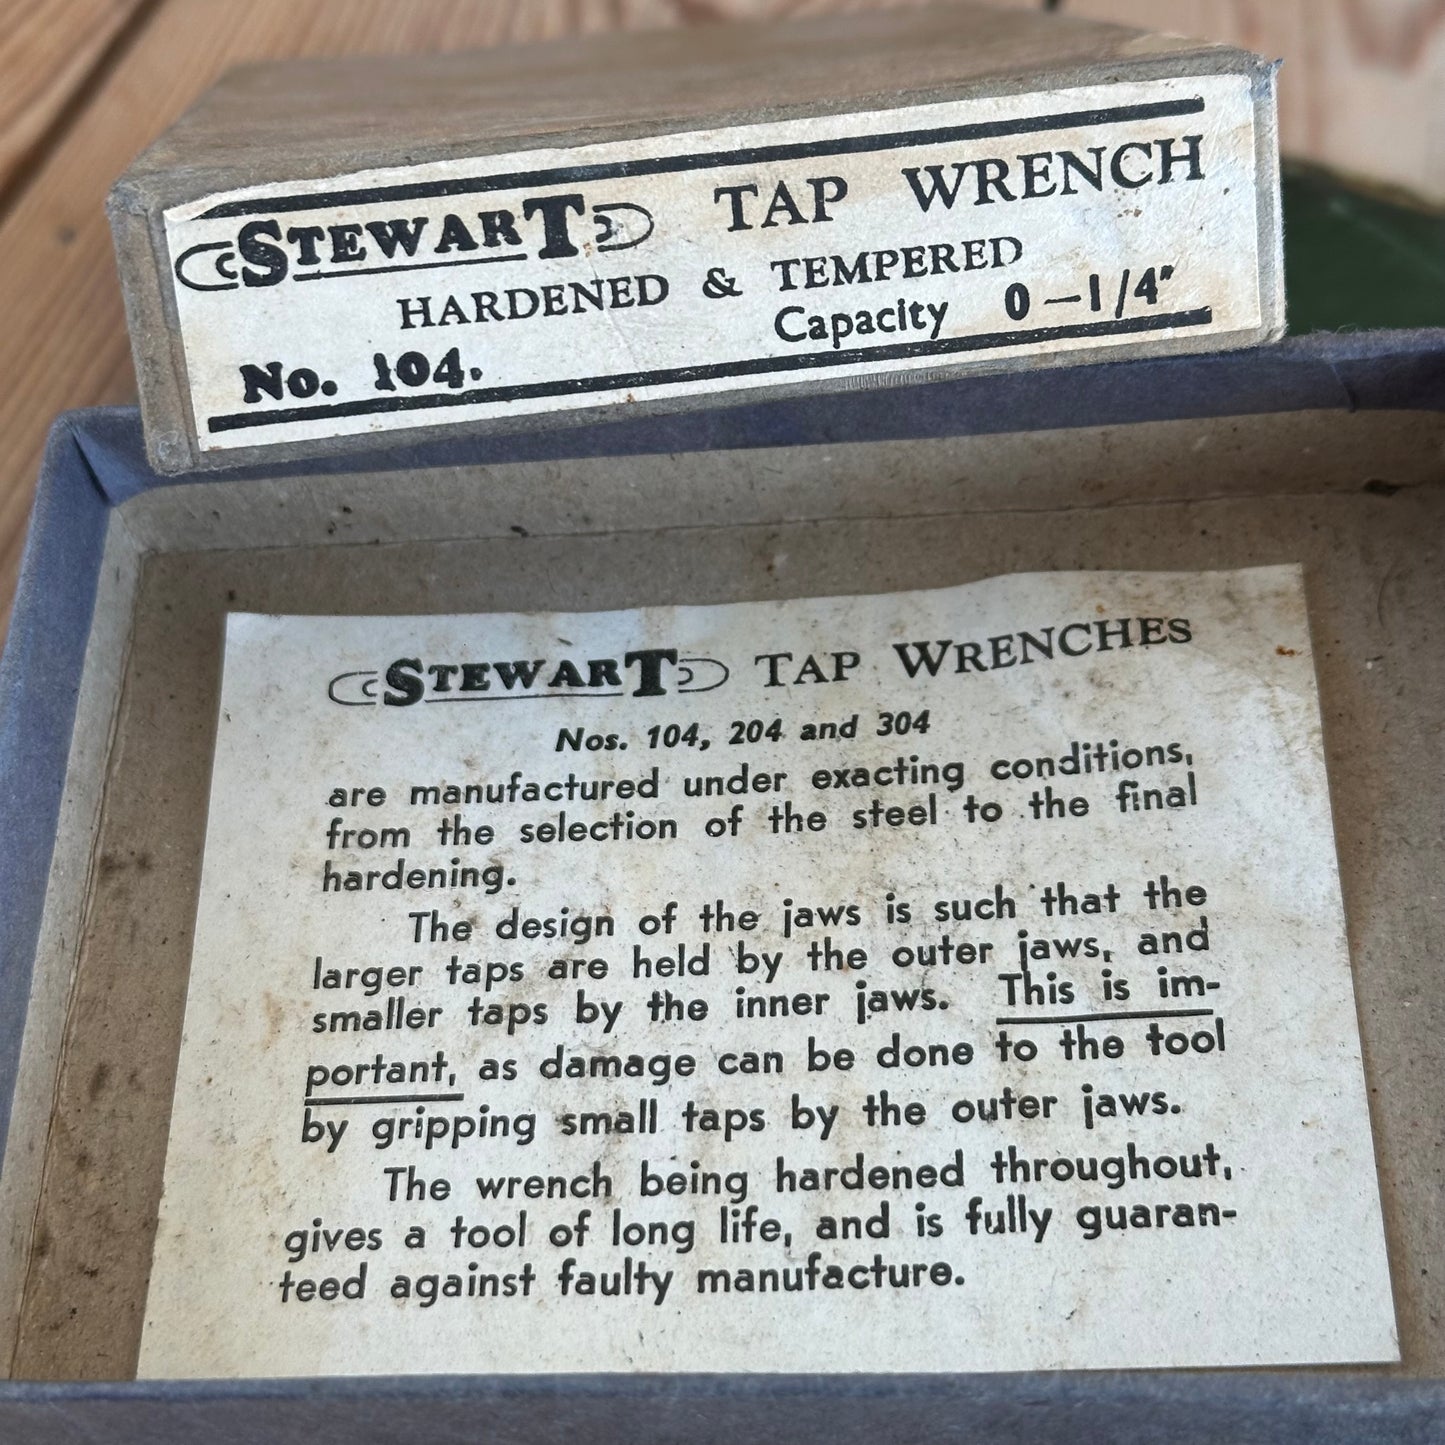 STEWART TAP WRENCH
HARDENED & TEMPERED
Capacity 0-1/4"
No. 104.
STEWART TAP WRENCHES
Nos. 104, 204 and 304
are manufactured under exacting conditions,
from the selection of the steel to the final
hardening.
The design of the jaws is such that the
larger taps are held by the outer jaws, and
smaller taps by the inner jaws. This is im-
portant, as damage can be done to the tool
by gripping small taps by the outer jaws.
The wrench being hardened throughout,
gives a tool of long life, and is fully guaran-
teed against faulty manufacture.